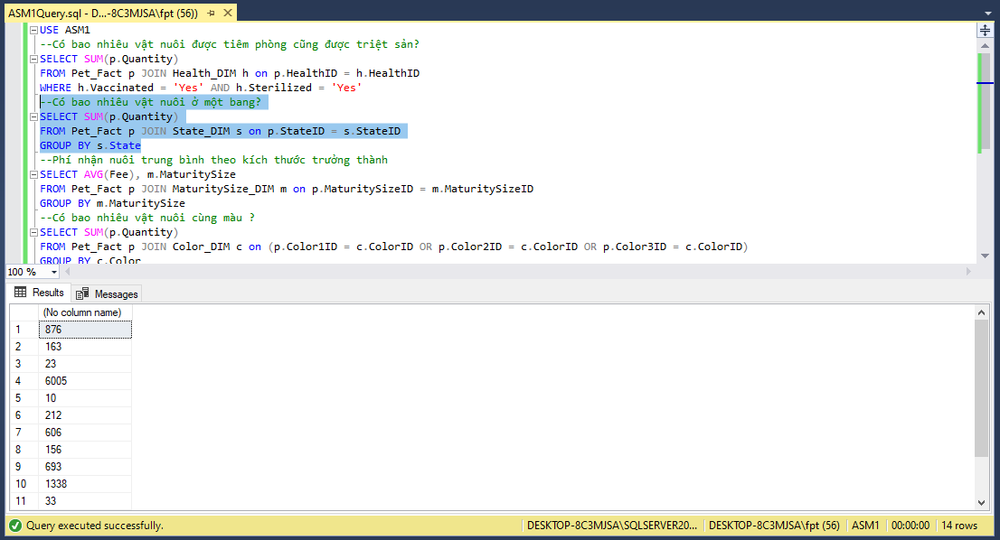 ASM1Query.sql - D...-8C3MJSA\fpt (56))
USE ASM1
--Có bao nhiêu vật nuôi được tiêm phòng cũng được triệt sản?
SELECT SUM(p.Quantity)
FROM Pet_Fact p JOIN Health_DIM h on p.HealthID = h.HealthID
WHERE h.Vaccinated = 'Yes' AND h.Sterilized = 'Yes'
--Có bao nhiêu vật nuôi ở một bang?
SELECT SUM(p.Quantity)
FROM Pet_Fact p JOIN State_DIM s on p.StateID = s.StateID
GROUP BY s.State
--Phí nhận nuôi trung bình theo kích thước trưởng thành
SELECT AVG(Fee), m.MaturitySize
FROM Pet_Fact p JOIN MaturitySize_DIM m on p.MaturitySizeID = m.MaturitySizeID
GROUP BY m.MaturitySize
--Có bao nhiêu vật nuôi cùng màu ?
SELECT SUM(p.Quantity)
FROM Pet_Fact p JOIN Color_DIM c on (p.Color1ID = c.ColorID OR p.Color2ID = c.ColorID OR p.Color3ID = c.ColorID)
GROUP BY c.Color
100 %
Results Messages
(No column name)
1 876
2 163
3 23
4 6005
5 10
6 212
7 606
8 156
9 693
10 1338
11 33
Query executed successfully. DESKTOP-8C3MJSA\SQLSERVER20... DESKTOP-8C3MJSA\fpt (56) ASM1 00:00:00 14 rows